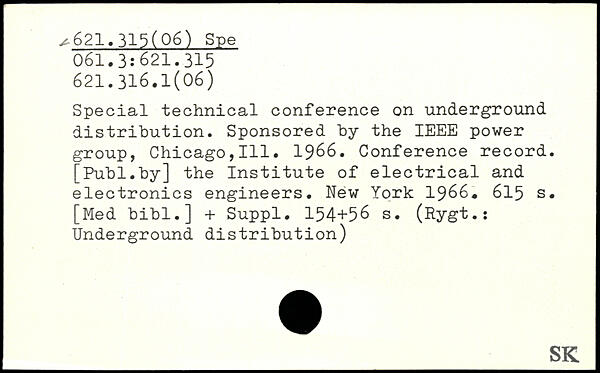 621.315(06) Spe
061.3:621.315
621.316.1(06)
Special technical conference on underground
distribution. Sponsored by the IEEE power
group, Chicago,Ill. 1966. Conference record.
[Publ.by] the Institute of electrical and
electronics engineers. New York 1966. 615 s.
[Med bibl.] + Suppl. 154+56 s. (Rygt.:
Underground distribution)
SK